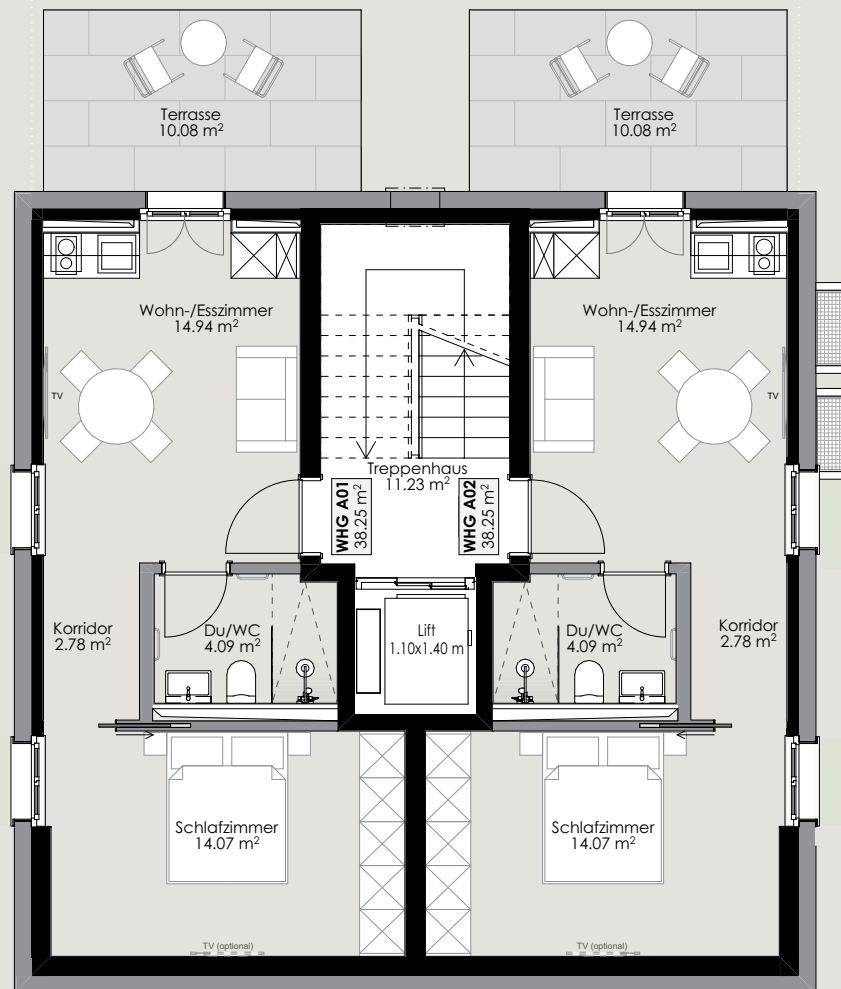 Terrasse
10.08 m²
Terrasse
10.08 m²
Wohn-/Esszimmer
14.94 m²
Wohn-/Esszimmer
14.94 m²
TV
TV
Treppenhaus
11.23 m²
WHG A01
38.25 m²
WHG A02
38.25 m²
Korridor
2.78 m²
Du/WC
4.09 m²
Lift
1.10x1.40 m
Du/WC
4.09 m²
Korridor
2.78 m²
Schlafzimmer
14.07 m²
Schlafzimmer
14.07 m²
TV (optional)
TV (optional)